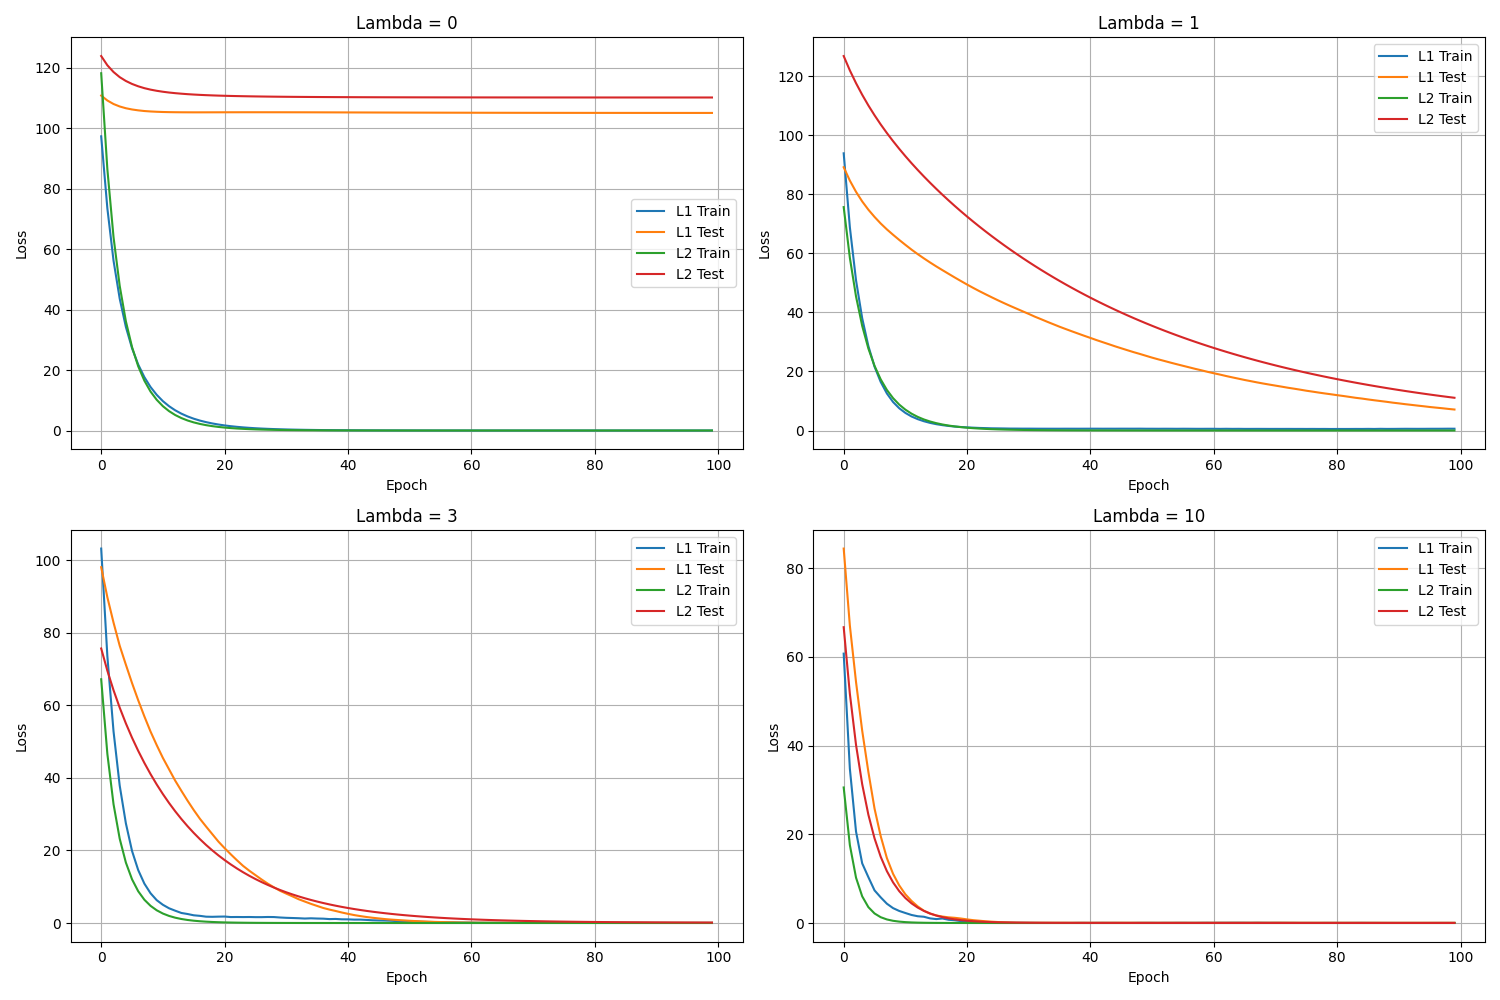 Lambda = 0
120
100
80
60
40
20
0
Loss
L1 Train
L1 Test
L2 Train
L2 Test
0 20 40 60 80 100
Epoch
Lambda = 1
120
100
80
60
40
20
0
Loss
L1 Train
L1 Test
L2 Train
L2 Test
0 20 40 60 80 100
Epoch
Lambda = 3
100
80
60
40
20
0
Loss
L1 Train
L1 Test
L2 Train
L2 Test
0 20 40 60 80 100
Epoch
Lambda = 10
80
60
40
20
0
Loss
L1 Train
L1 Test
L2 Train
L2 Test
0 20 40 60 80 100
Epoch